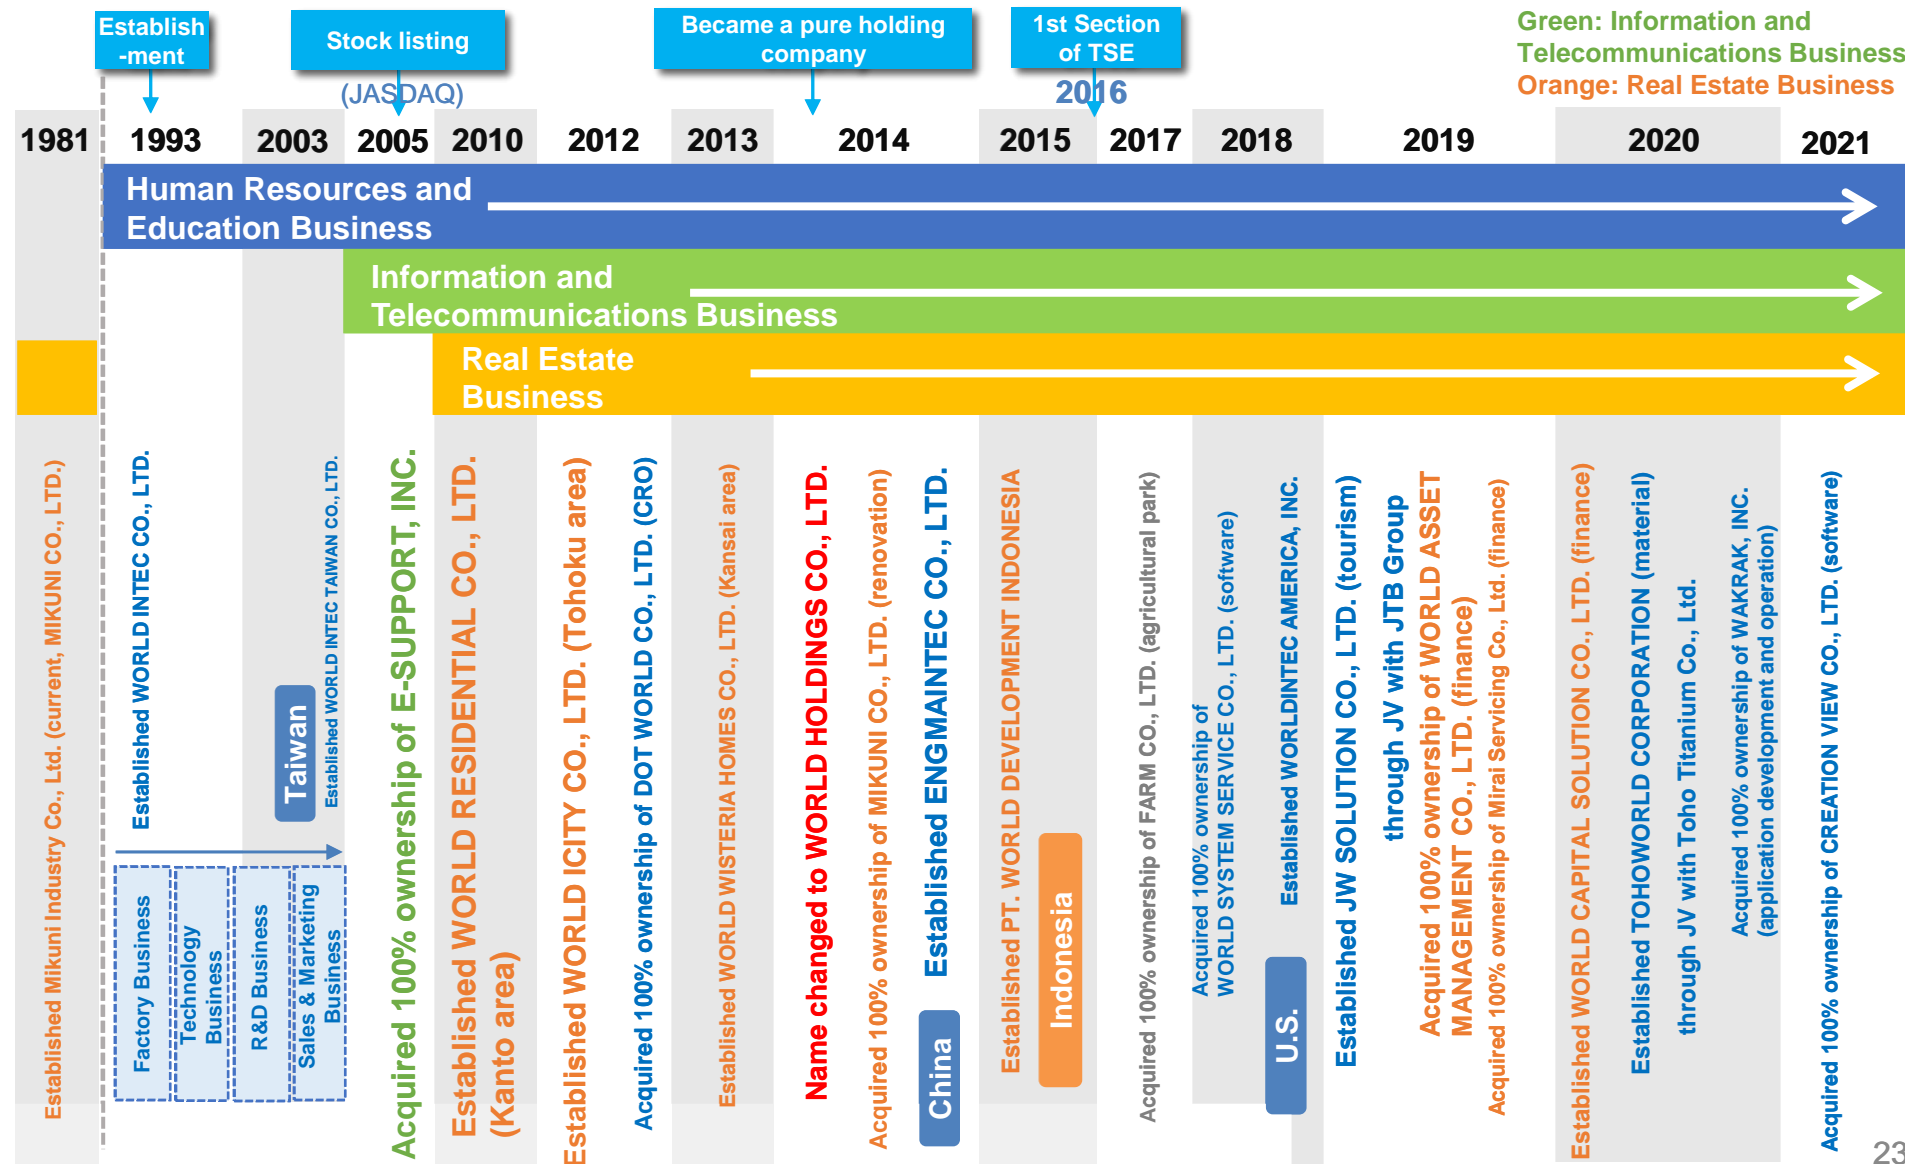 Establish
-ment
Stock listing
(JASDAQ)
Became a pure holding
company
1st Section
of TSE
2016
Green: Information and
Telecommunications Business
Orange: Real Estate Business
1981
1993
2003
2005
2010
2012
2013
2014
2015
2017
2018
2019
2020
2021
Human Resources and
Education Business
Information and
Telecommunications Business
Real Estate
Business
Established Mikuni Industry Co., Ltd. (current, MIKUNI CO., LTD.)
Established WORLD INTEC CO., LTD.
Factory Business
Technology
Business
R&D Business
Sales & Marketing
Business
Taiwan
Established WORLD INTEC TAIWAN CO., LTD.
Acquired 100% ownership of E-SUPPORT, INC.
Established WORLD RESIDENTIAL CO., LTD.
(Kanto area)
Established WORLD ICITY CO., LTD. (Tohoku area)
Acquired 100% ownership of DOT WORLD CO., LTD. (CRO)
Established WORLD WISTERIA HOMES CO., LTD. (Kansai area)
Name changed to WORLD HOLDINGS CO., LTD.
Acquired 100% ownership of MIKUNI CO., LTD. (renovation)
Established ENGMAINTEC CO., LTD.
China
Established PT. WORLD DEVELOPMENT INDONESIA
Indonesia
Acquired 100% ownership of FARM CO., LTD. (agricultural park)
Acquired 100% ownership of
WORLD SYSTEM SERVICE CO., LTD. (software)
Established WORLDINTEC AMERICA, INC.
U.S.
Established JW SOLUTION CO., LTD. (tourism)
through JV with JTB Group
Acquired 100% ownership of WORLD ASSET
MANAGEMENT CO., LTD. (finance)
Acquired 100% ownership of Mirai Servicing Co., Ltd. (finance)
Established WORLD CAPITAL SOLUTION CO., LTD. (finance)
Established TOHOWORLD CORPORATION (material)
through JV with Toho Titanium Co., Ltd.
Acquired 100% ownership of WAKRAK, INC.
(application development and operation)
Acquired 100% ownership of CREATION VIEW CO., LTD. (software)
23